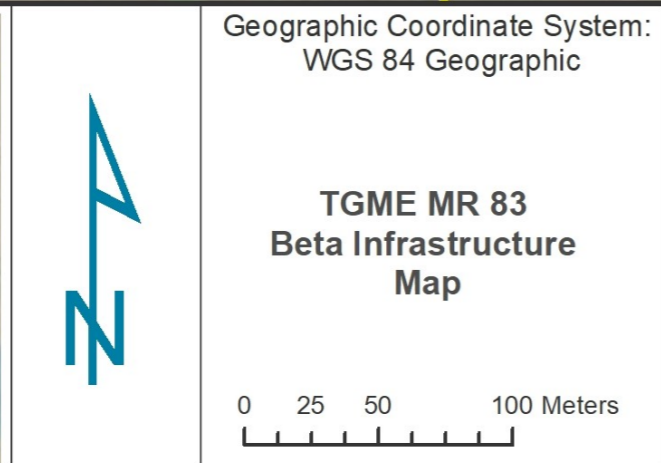 Geographic Coordinate System:
WGS 84 Geographic
TGME MR 83
Beta Infrastructure
Map
N
0 25 50 100 Meters